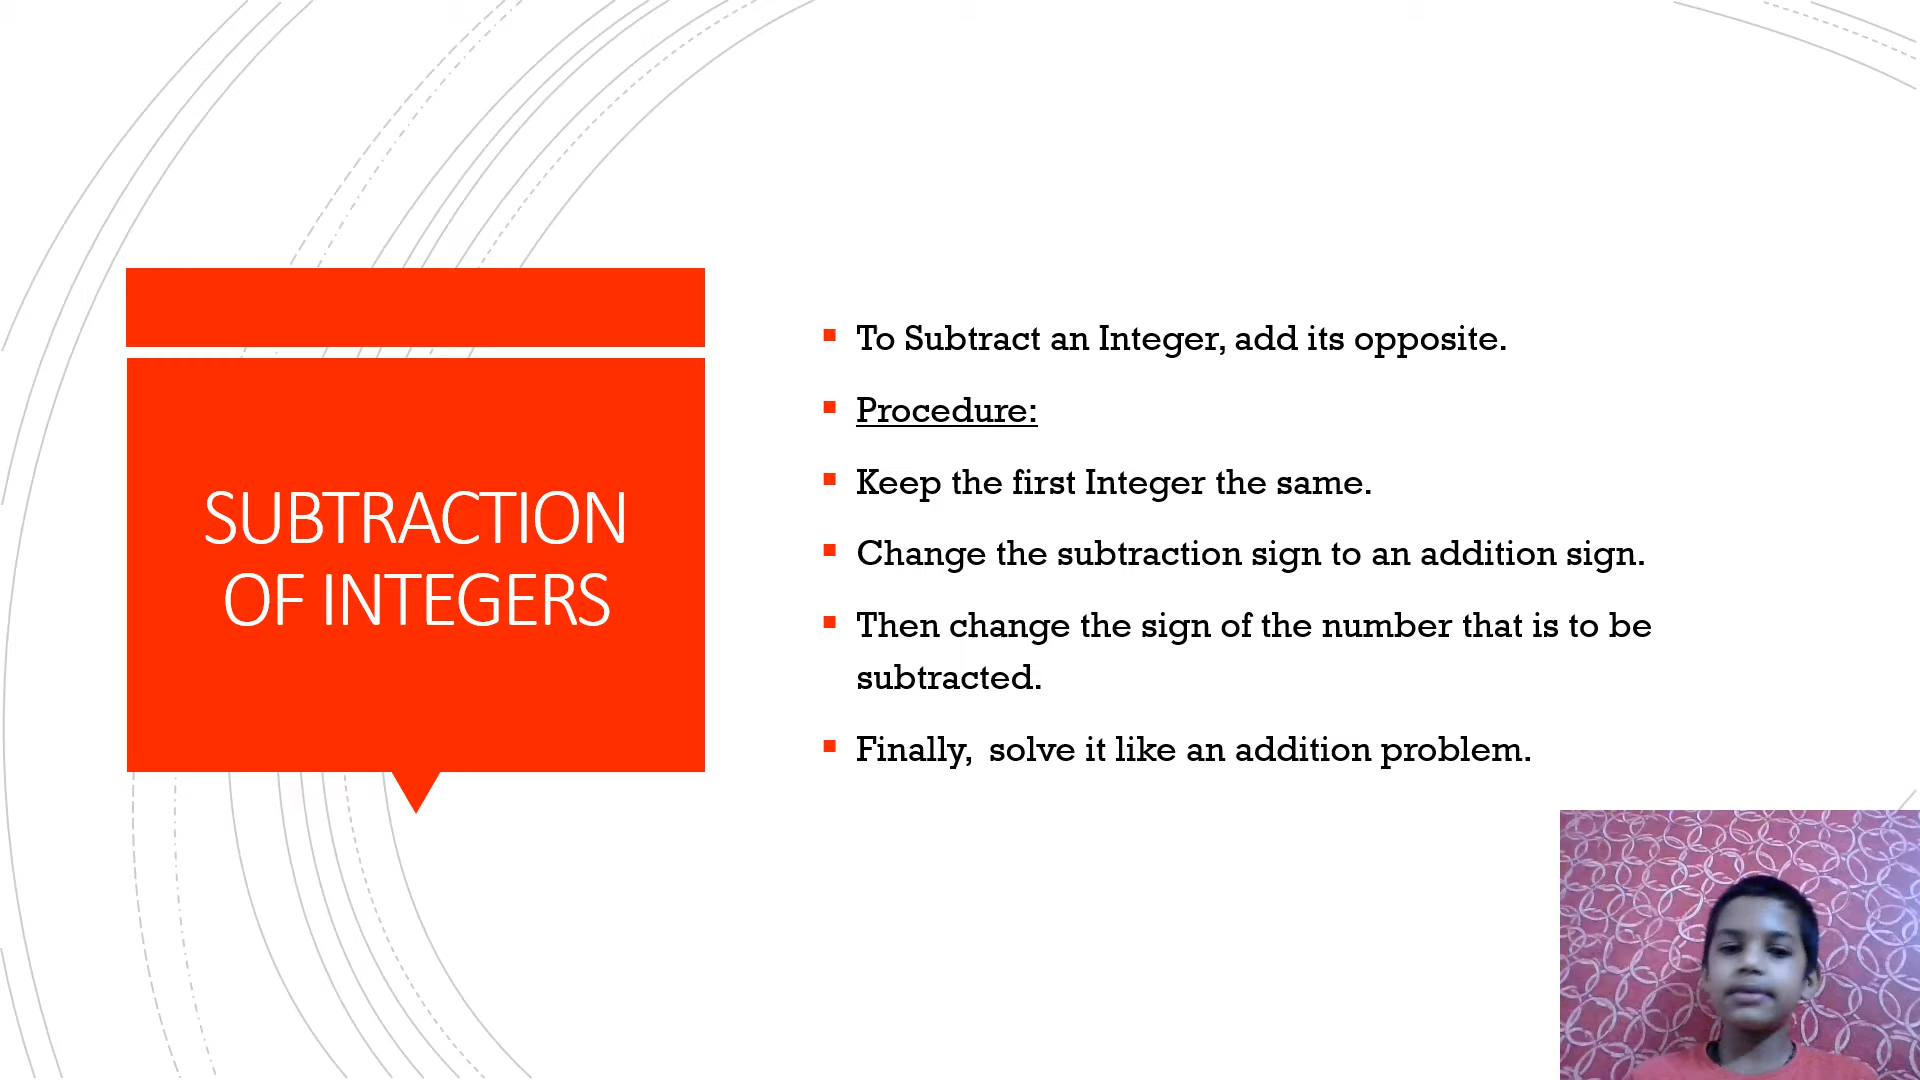 SUBTRACTION
OF INTEGERS
To Subtract an Integer, add its opposite.
Procedure:
Keep the first Integer the same.
Change the subtraction sign to an addition sign.
Then change the sign of the number that is to be
subtracted.
Finally,  solve it like an addition problem.